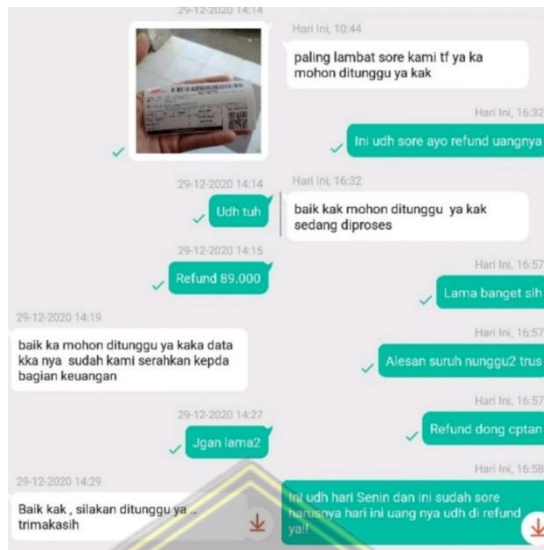 29-12-2020 14:14
29-12-2020 14:14
Udh tuh
29-12-2020 14:15
Refund 89.000
29-12-2020 14:19
baik ka mohon ditunggu ya kaka data
kka nya sudah kami serahkan kepda
bagian keuangan
29-12-2020 14:27
Jgan lama2
29-12-2020 14:29
Baik kak , silakan ditunggu ya ..
trimakasih
Hari Ini, 10:44
paling lambat sore kami tf ya ka
mohon ditunggu ya kak
Hari Ini, 16:32
Ini udh sore ayo refund uangnya
Hari Ini, 16:32
baik kak mohon ditunggu ya kak
sedang diproses
Hari Ini, 16:57
Lama banget sih
Hari Ini, 16:57
Alesan suruh nunggu2 trus
Hari Ini, 16:57
Refund dong cptan
Hari Ini, 16:58
Ini udh hari Senin dan ini sudah sore
harusnya hari ini uang nya udh di refund
ya!!